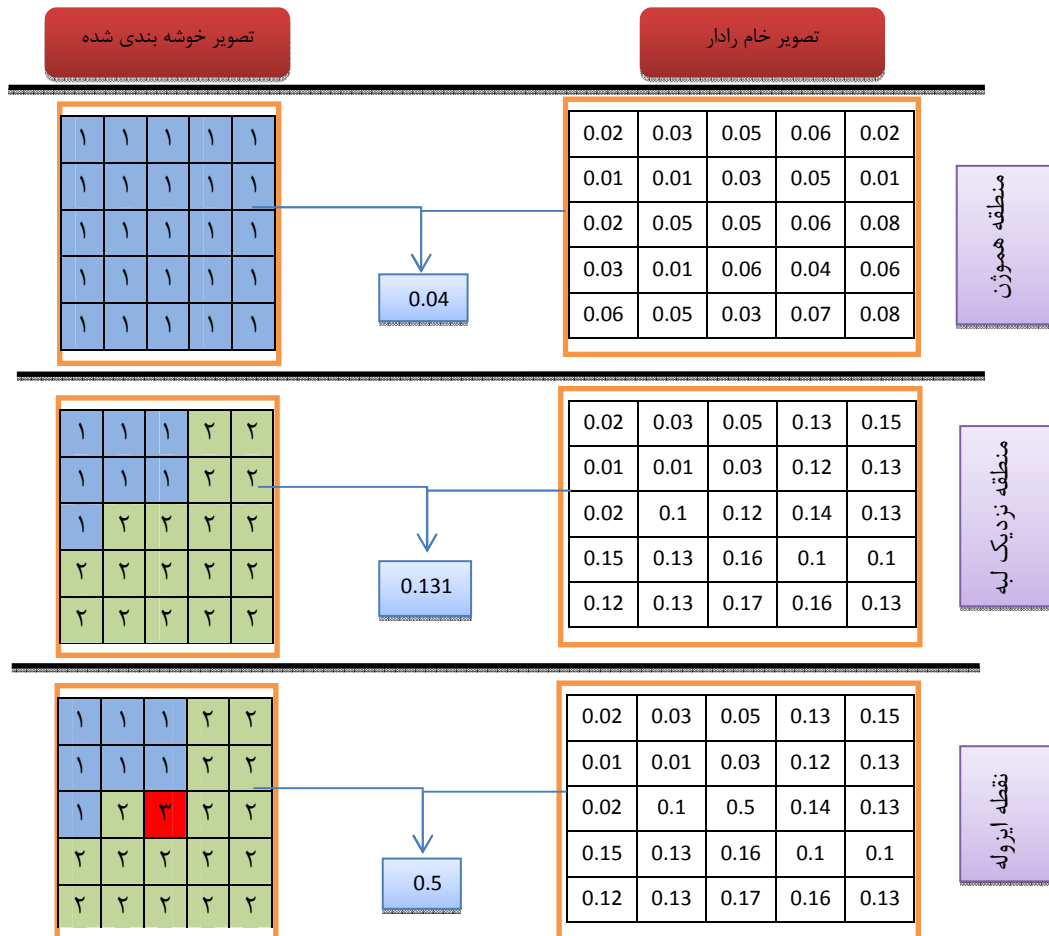 تصویر خام رادار
تصویر خوشه بندی شده
منطقه هموژن
0.02 0.03 0.05 0.06 0.02
0.01 0.01 0.03 0.05 0.01
0.02 0.05 0.05 0.06 0.08
0.03 0.01 0.06 0.04 0.06
0.06 0.05 0.03 0.07 0.08
0.04
۱ ۱ ۱ ۱ ۱
۱ ۱ ۱ ۱ ۱
۱ ۱ ۱ ۱ ۱
۱ ۱ ۱ ۱ ۱
۱ ۱ ۱ ۱ ۱
منطقه نزدیک لبه
0.02 0.03 0.05 0.13 0.15
0.01 0.01 0.03 0.12 0.13
0.02 0.1 0.12 0.14 0.13
0.15 0.13 0.16 0.1 0.1
0.12 0.13 0.17 0.16 0.13
0.131
۱ ۱ ۱ ۲ ۲
۱ ۱ ۱ ۲ ۲
۱ ۲ ۲ ۲ ۲
۲ ۲ ۲ ۲ ۲
۲ ۲ ۲ ۲ ۲
نقطه ایزوله
0.02 0.03 0.05 0.13 0.15
0.01 0.01 0.03 0.12 0.13
0.02 0.1 0.5 0.14 0.13
0.15 0.13 0.16 0.1 0.1
0.12 0.13 0.17 0.16 0.13
0.5
۱ ۱ ۱ ۲ ۲
۱ ۱ ۱ ۲ ۲
۱ ۲ ۳ ۲ ۲
۲ ۲ ۲ ۲ ۲
۲ ۲ ۲ ۲ ۲